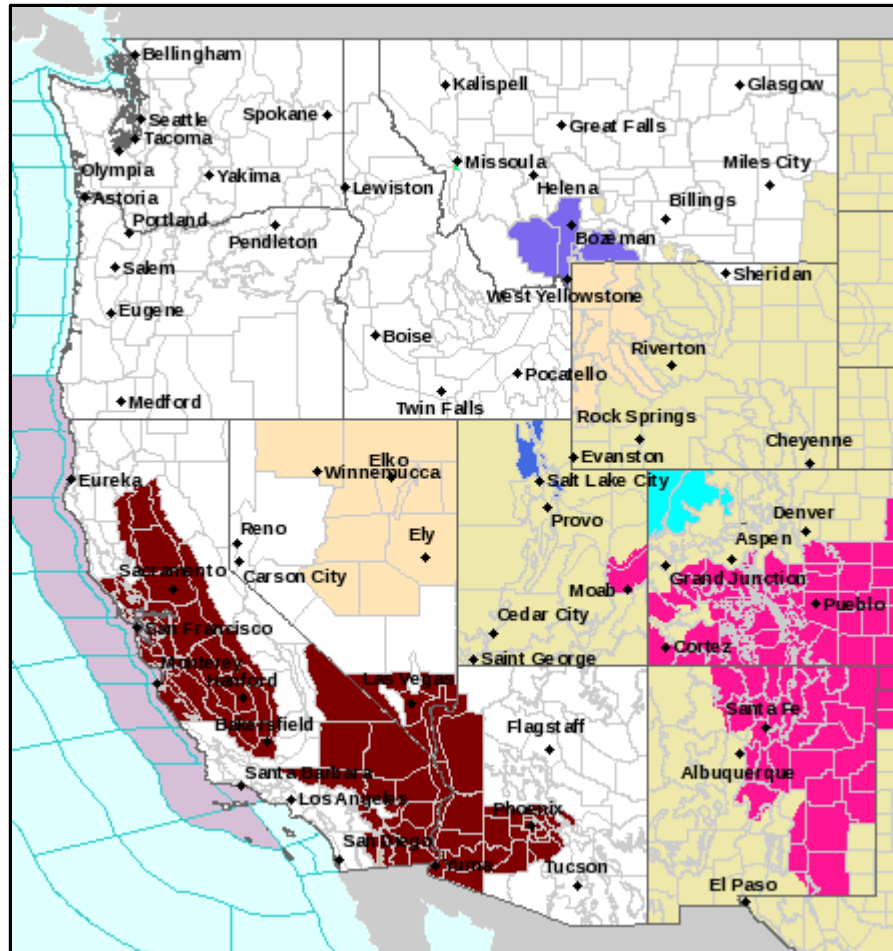 Bellingham
Kalispell
Glasgow
Seattle
Spokane
Great Falls
Tacoma
Olympia
Yakima
Missoula
Miles City
Helena
Lewiston
Astoria
Billings
Portland
Pendleton
Bozeman
Salem
Sheridan
West Yellowstone
Eugene
Boise
Riverton
Pocatello
Medford
Twin Falls
Rock Springs
Cheyenne
Evanston
Elko
Winnemucca
Eureka
Salt Lake City
Provo
Denver
Reno
Ely
Aspen
Sacramento
Carson City
Grand Junction
Moab
Pueblo
San Francisco
Cedar City
Cortez
Monterey
Saint George
Hanford
Las Vegas
Santa Fe
Bakersfield
Flagstaff
Albuquerque
Santa Barbara
Los Angeles
Phoenix
San Diego
Yuma
Tucson
El Paso